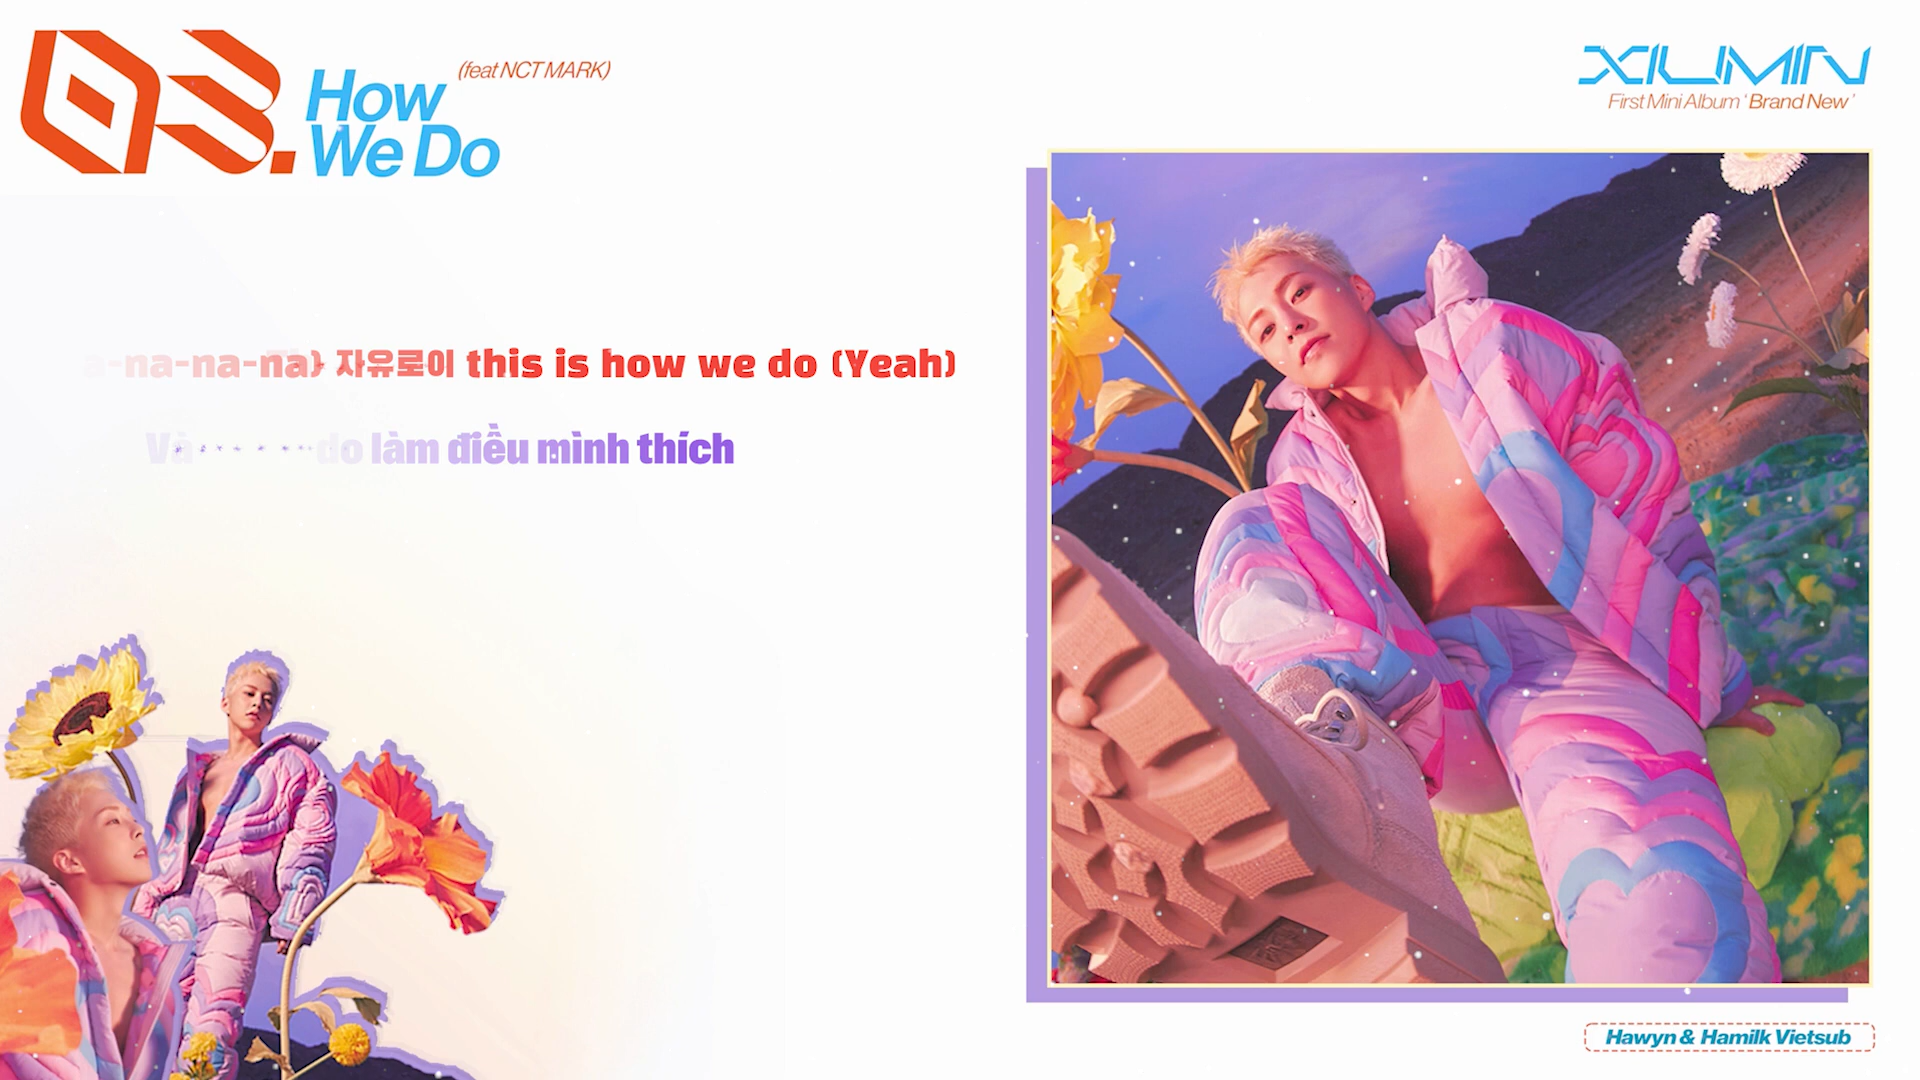 03.
How
We Do
(feat NCT MARK)
XIUMIN
First Mini Album ' Brand New '
a-na-na-na) 자유로이 this is how we do (Yeah)
Và do làm điều mình thích
Hawyn & Hamilk Vietsub